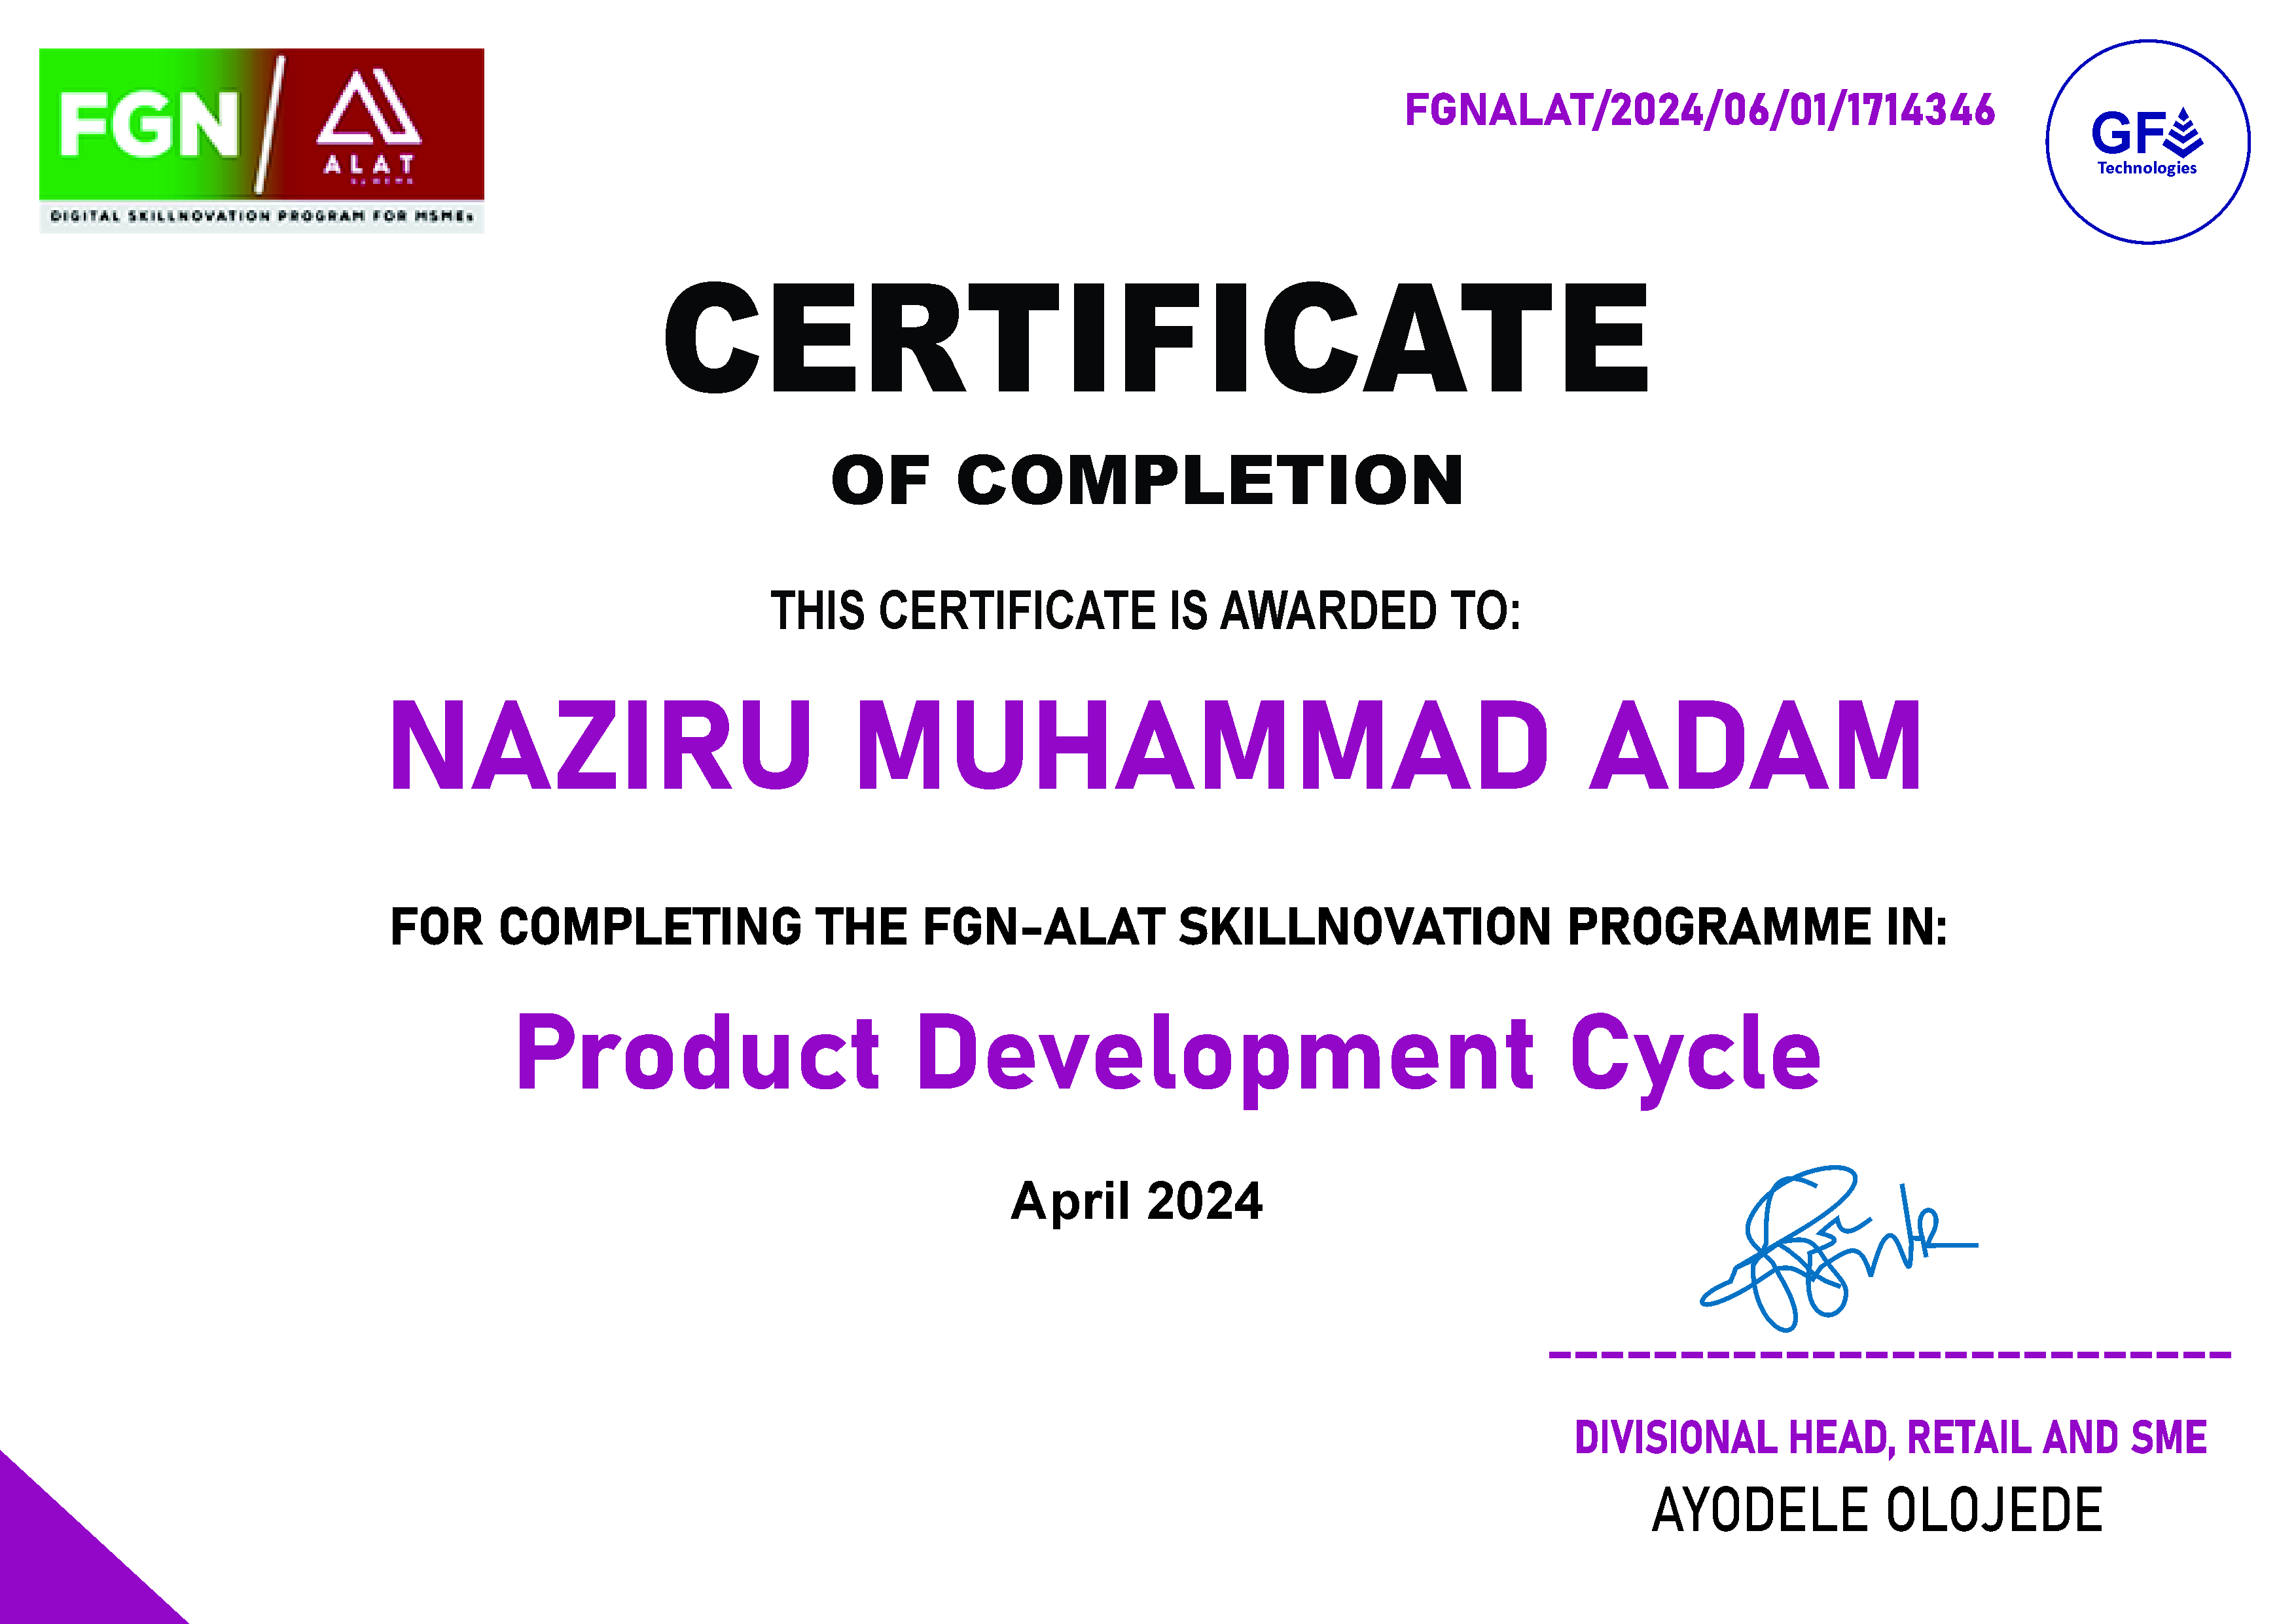 FGN
ALAT
DIGITAL SKILLNOVATION PROGRAM FOR MSMEs
FGNALAT/2024/06/01/1714346
GF
Technologies
CERTIFICATE
OF COMPLETION
THIS CERTIFICATE IS AWARDED TO:
NAZIRU MUHAMMAD ADAM
FOR COMPLETING THE FGN-ALAT SKILLNOVATION PROGRAMME IN:
Product Development Cycle
April 2024
DIVISIONAL HEAD, RETAIL AND SME
AYODELE OLOJEDE